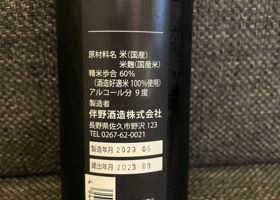 原材料名 米(国産)
米麹(国産米)
精米歩合 60%
(酒造好適米100%使用)
アルコール分 9度
製造者
伴野酒造株式会社
長野県佐久市野沢 123
TEL 0267-62-0021
製造年月 2023 06
蔵出年月 2023 09